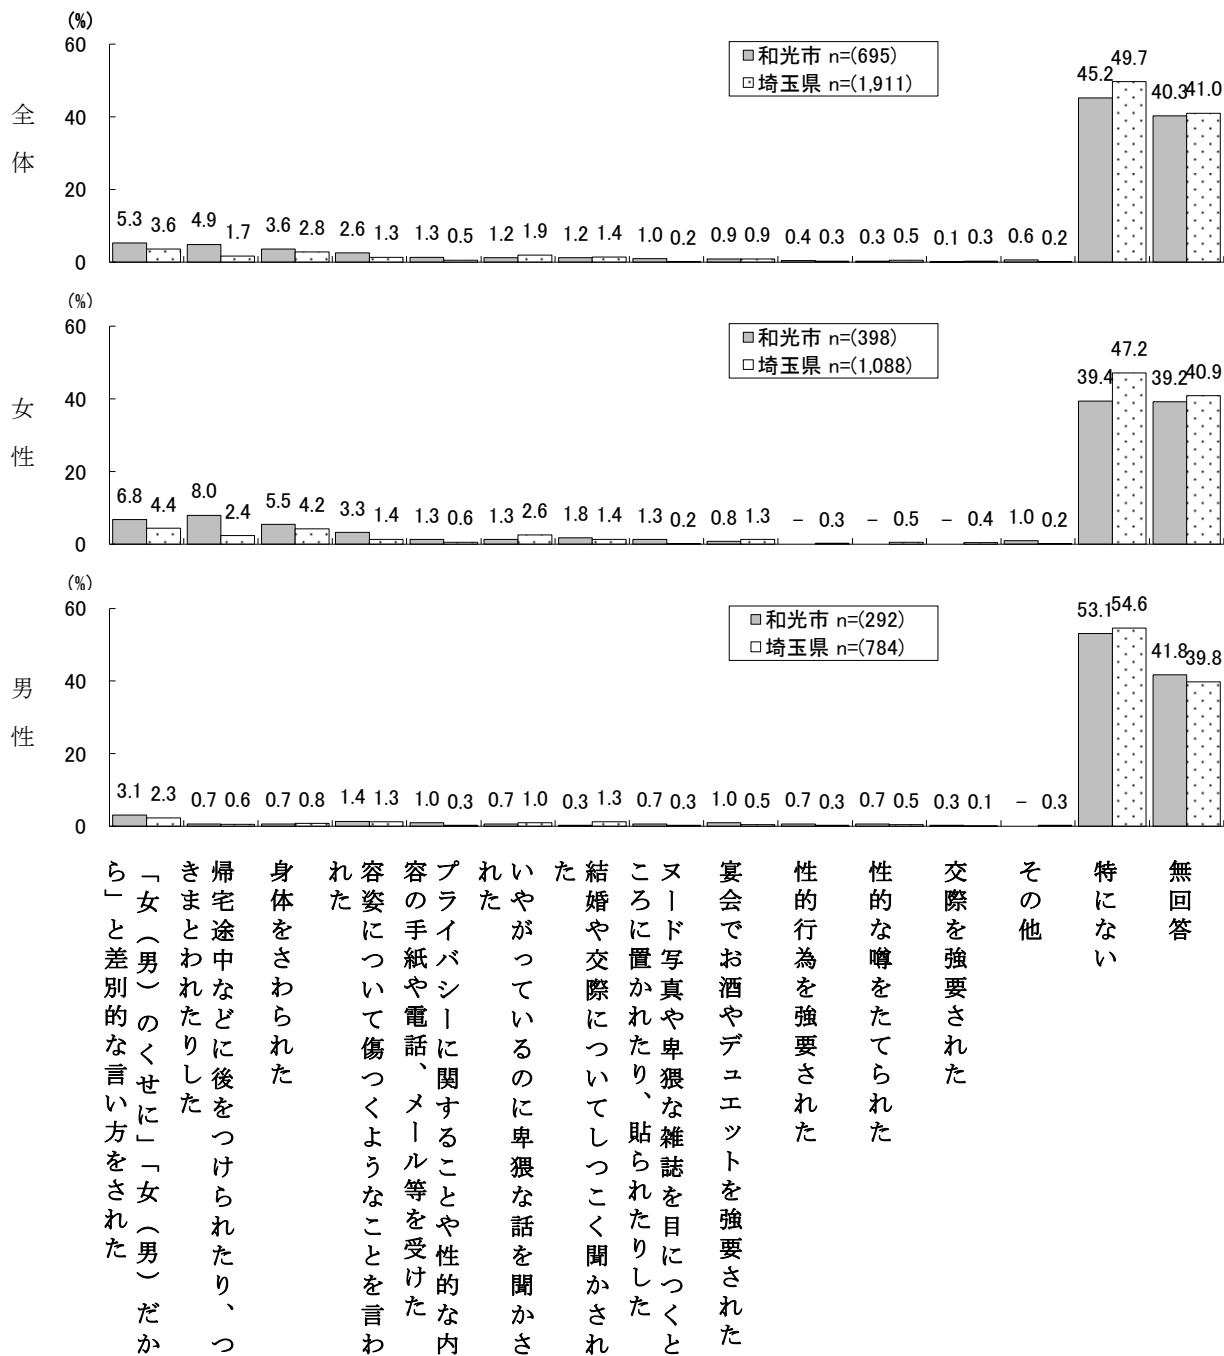 (%)
60
40
20
0
全体
■和光市 n=(695)
□埼玉県 n=(1,911)
5.3 3.6 4.9 1.7 3.6 2.8 2.6 1.3 1.3 0.5 1.2 1.9 1.2 1.4 1.0 0.2 0.9 0.9 0.4 0.3 0.3 0.5 0.1 0.3 0.6 0.2 45.2 49.7 40.3 41.0
(%)
60
40
20
0
女性
■和光市 n=(398)
□埼玉県 n=(1,088)
6.8 4.4 8.0 2.4 5.5 4.2 3.3 1.4 1.3 0.6 1.3 2.6 1.8 1.4 1.3 0.2 0.8 1.3 － 0.3 － 0.5 － 0.4 1.0 0.2 39.4 47.2 39.2 40.9
(%)
60
40
20
0
男性
■和光市 n=(292)
□埼玉県 n=(784)
3.1 2.3 0.7 0.6 0.7 0.8 1.4 1.3 1.0 0.3 0.7 1.0 0.3 1.3 0.7 0.3 1.0 0.5 0.7 0.3 0.7 0.5 0.3 0.1 － 0.3 53.1 54.6 41.8 39.8
「女（男）のくせに」「女（男）だか
ら」と差別的な言い方をされた
帰宅途中などに後をつけられたり、つ
きまとわれたりした
身体をさわられた
容姿について傷つくようなことを言わ
れた
プライバシーに関することや性的な内
容の手紙や電話、メール等を受けた
いやがっているのに卑猥な話を聞かさ
れた
結婚や交際についてしつこく聞かされ
た
ヌード写真や卑猥な雑誌を目につくと
ころに置かれたり、貼られたりした
宴会でお酒やデュエットを強要された
性的行為を強要された
性的な噂をたてられた
交際を強要された
その他
特にない
無回答